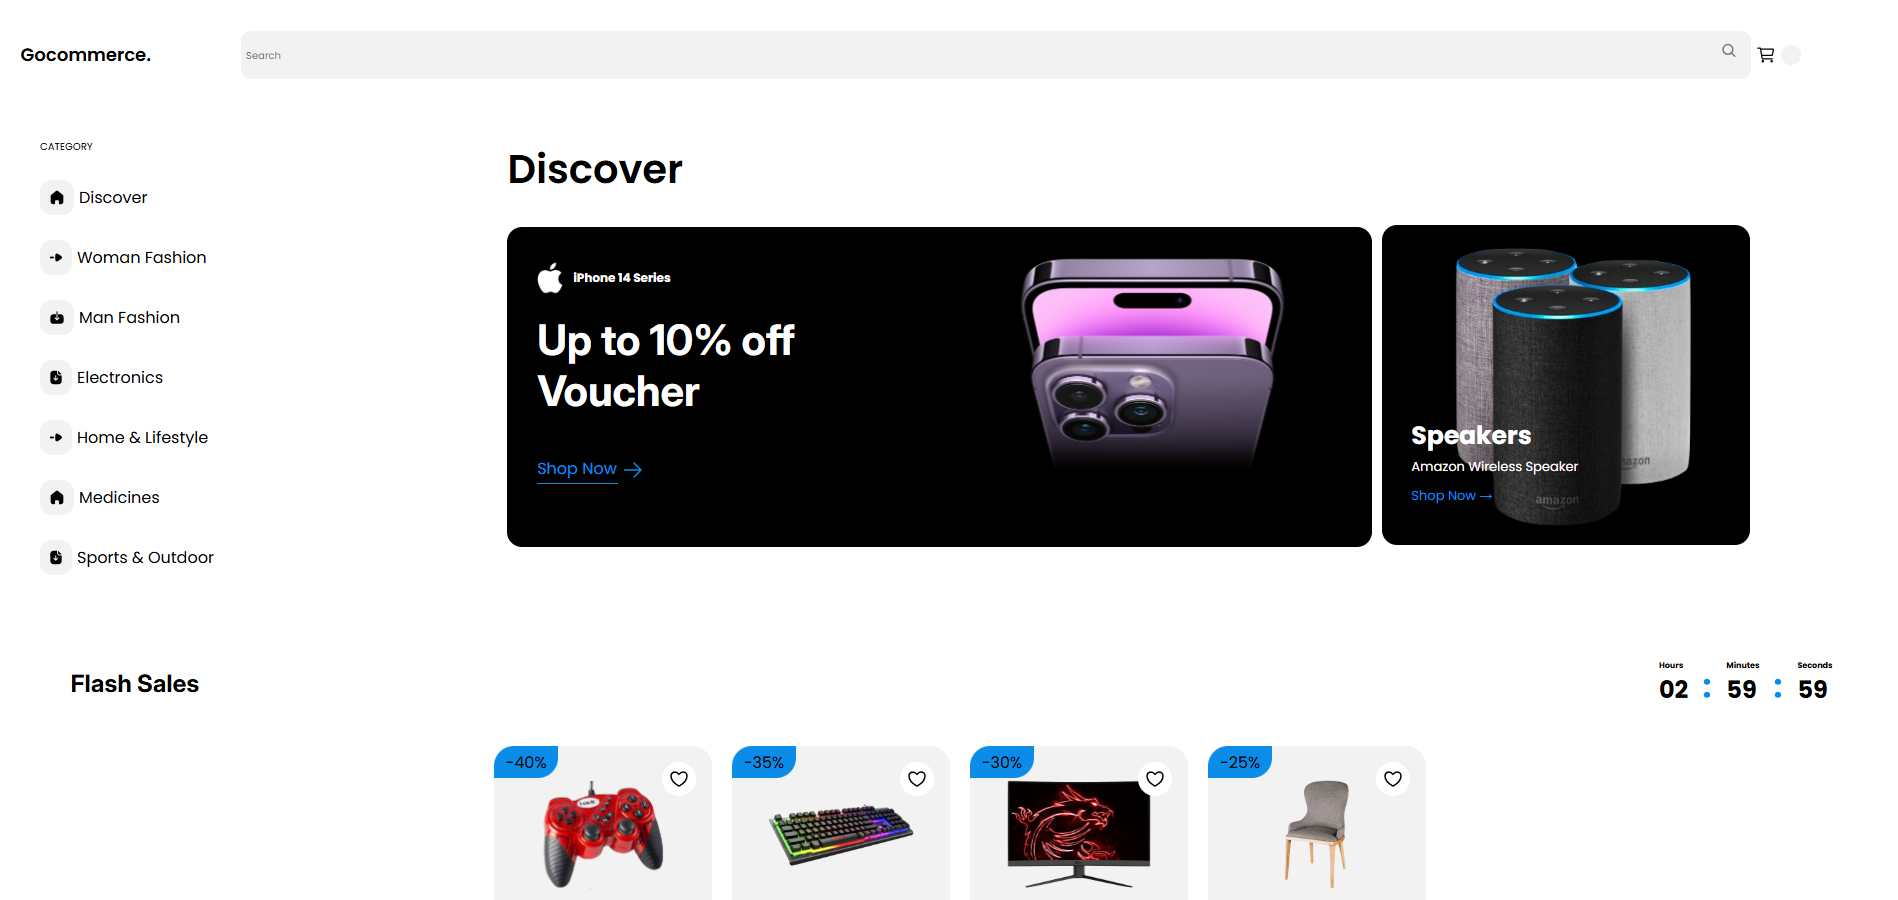 Gocommerce.
Search
CATEGORY
Discover
Woman Fashion
Man Fashion
Electronics
Home & Lifestyle
Medicines
Sports & Outdoor
Discover
iPhone 14 Series
Up to 10% off
Voucher
Shop Now →
Speakers
Amazon Wireless Speaker
Shop Now →
amazon
Flash Sales
Hours Minutes Seconds
02 : 59 : 59
-40%
-35%
-30%
-25%